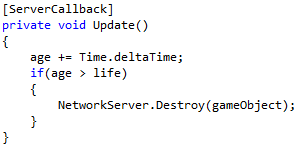 [ServerCallback]
private void Update()
{
    age += Time.deltaTime;
    if(age > life)
    {
        NetworkServer.Destroy(gameObject);
    }
}